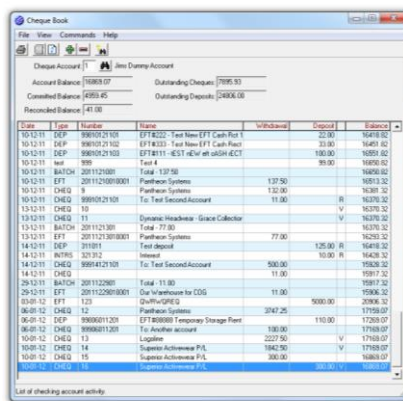 Cheque Book
File View Commands Help
Cheque Account: 1 Jims Dummy Account
Account Balance: 16869.07 Outstanding Cheques: 7895.93
Committed Balance: 4959.45 Outstanding Deposits: 24806.00
Reconciled Balance: -41.00
Date Type Number Name Withdrawal Deposit Balance
10-12-11 DEP 99810121101 EFT#222 - Test New EFT Cash Rct 1 22.00 16418.82
10-12-11 DEP 99810121102 EFT#333 - Test New EFT Cash Rect 33.00 16451.82
10-12-11 DEP 99810121103 EFT#111 - tEST nEW eft cASH rECT 100.00 16551.82
10-12-11 test 999 Test 4 99.00 16650.82
10-12-11 BATCH 2011121001 Total - 137.50 16650.82
10-12-11 EFT 20111210010001 Pantheon Systems 137.50 16513.32
10-12-11 CHEQ 9 Pantheon Systems 132.00 16381.32
10-12-11 CHEQ 99910121101 To: Test Second Account 11.00 R 16370.32
13-12-11 CHEQ 10 V 16370.32
13-12-11 CHEQ 11 Dynamic Headwear - Grace Collection V 16370.32
13-12-11 BATCH 2011121301 Total - 77.00 16370.32
13-12-11 EFT 20111213010001 Pantheon Systems 77.00 16293.32
14-12-11 DEP 311011 Test deposit 125.00 R 16418.32
14-12-11 INTRS 321312 Interest 10.00 R 16428.32
14-12-11 CHEQ 99914121101 To: Test Second Account 500.00 15928.32
14-12-11 CHEQ 11.00 15917.32
29-12-11 BATCH 2011122901 Total - 11.00 15917.32
29-12-11 EFT 20111229010001 Our Warehouse for COG 11.00 15906.32
03-01-12 EFT 123 QWRWQREQ 5000.00 20906.32
06-01-12 CHEQ 12 Pantheon Systems 3747.25 17159.07
06-01-12 DEP 99806011201 EFT#88888 Temporary Storage Rent 110.00 17269.07
06-01-12 CHEQ 99906011201 To: Another account 100.00 17169.07
10-01-12 CHEQ 13 Logoline 2227.50 V 17169.07
10-01-12 CHEQ 14 Superior Activewear P/L 1842.50 V 17169.07
10-01-12 CHEQ 15 Superior Activewear P/L 300.00 16869.07
10-01-12 CHEQ 16 Superior Activewear P/L 300.00 V 16869.07
List of checking account activity.